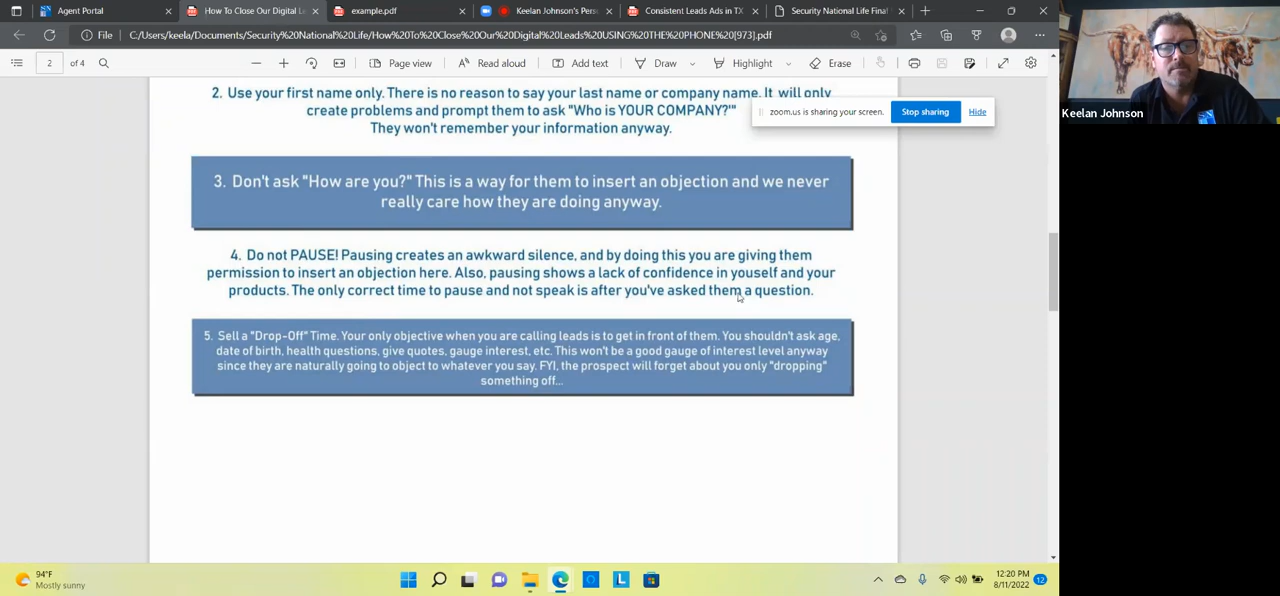 Agent Portal
How To Close Our Digital Le
example.pdf
Keelan Johnson's Perso
Consistent Leads Ads in TX
Security National Life Final
File
C:/Users/keela/Documents/Security%20National%20Life/How%20To%20Close%20Our%20Digital%20Leads%20USING%20THE%20PHONE%20[973].pdf
2 of 4
Page view
Read aloud
Add text
Draw
Highlight
Erase
zoom.us is sharing your screen.
Stop sharing
Hide
Keelan Johnson
2. Use your first name only. There is no reason to say your last name or company name. It will only
create problems and prompt them to ask "Who is YOUR COMPANY?'"
They won't remember your information anyway.
3. Don't ask "How are you?" This is a way for them to insert an objection and we never
really care how they are doing anyway.
4. Do not PAUSE! Pausing creates an awkward silence, and by doing this you are giving them
permission to insert an objection here. Also, pausing shows a lack of confidence in youself and your
products. The only correct time to pause and not speak is after you've asked them a question.
5. Sell a "Drop-Off" Time. Your only objective when you are calling leads is to get in front of them. You shouldn't ask age,
date of birth, health questions, give quotes, gauge interest, etc. This won't be a good gauge of interest level anyway
since they are naturally going to object to whatever you say. FYI, the prospect will forget about you only "dropping"
something off...
94°F
Mostly sunny
12:20 PM
8/11/2022
12